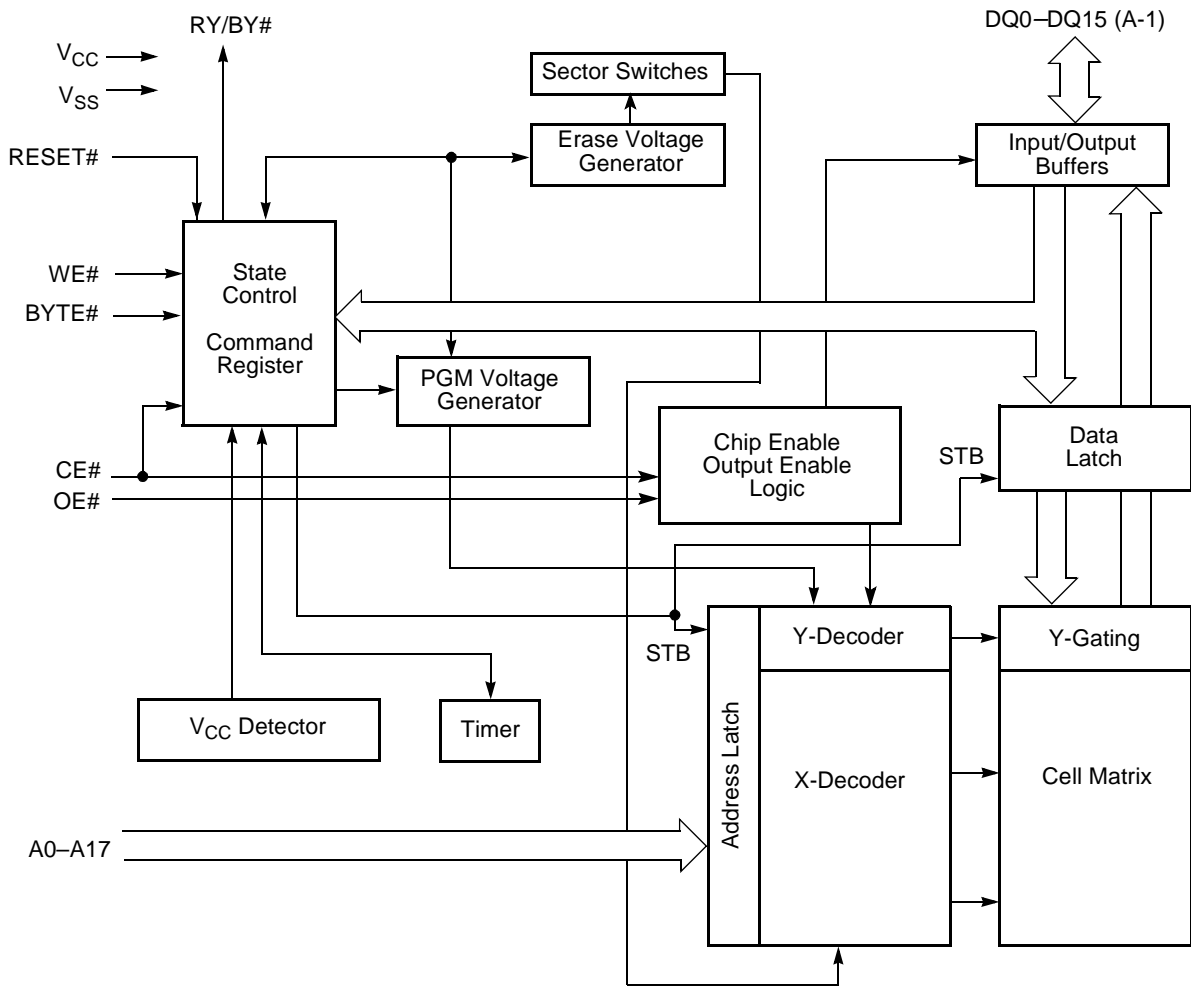 RY/BY#
DQ0–DQ15 (A-1)
VCC
VSS
Sector Switches
Erase Voltage
Generator
Input/Output
Buffers
RESET#
WE#
BYTE#
State
Control
Command
Register
PGM Voltage
Generator
Chip Enable
Output Enable
Logic
STB
Data
Latch
CE#
OE#
STB
Y-Decoder
Y-Gating
VCC Detector
Timer
Address Latch
X-Decoder
Cell Matrix
A0–A17